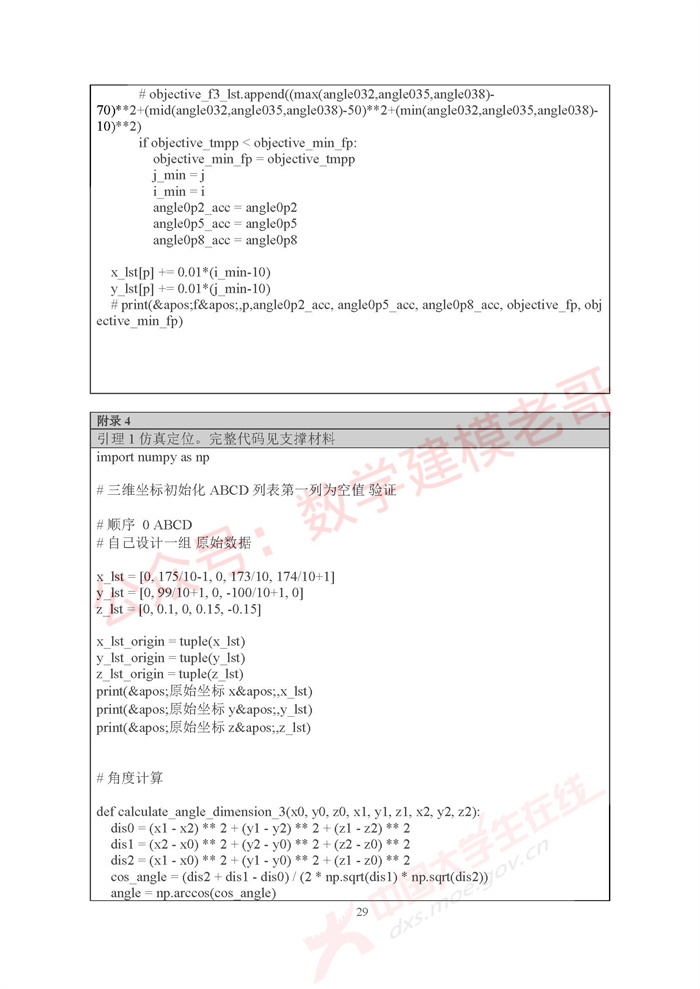 # objective_f3_lst.append((max(angle032,angle035,angle038)-
70)**2+(mid(angle032,angle035,angle038)-50)**2+(min(angle032,angle035,angle038)-
10)**2)
if objective_tmpp < objective_min_fp:
objective_min_fp = objective_tmpp
j_min = j
i_min = i
angle0p2_acc = angle0p2
angle0p5_acc = angle0p5
angle0p8_acc = angle0p8
x_lst[p] += 0.01*(i_min-10)
y_lst[p] += 0.01*(j_min-10)
# print(&apos;f&apos;,p,angle0p2_acc, angle0p5_acc, angle0p8_acc, objective_fp, obj
ective_min_fp)
附录 4
引理 1 仿真定位。完整代码见支撑材料
import numpy as np
# 三维坐标初始化 ABCD 列表第一列为空值 验证
# 顺序 0 ABCD
# 自己设计一组 原始数据
x_lst = [0, 175/10-1, 0, 173/10, 174/10+1]
y_lst = [0, 99/10+1, 0, -100/10+1, 0]
z_lst = [0, 0.1, 0, 0.15, -0.15]
x_lst_origin = tuple(x_lst)
y_lst_origin = tuple(y_lst)
z_lst_origin = tuple(z_lst)
print(&apos;原始坐标 x&apos;,x_lst)
print(&apos;原始坐标 y&apos;,y_lst)
print(&apos;原始坐标 z&apos;,z_lst)
# 角度计算
def calculate_angle_dimension_3(x0, y0, z0, x1, y1, z1, x2, y2, z2):
dis0 = (x1 - x2) ** 2 + (y1 - y2) ** 2 + (z1 - z2) ** 2
dis1 = (x2 - x0) ** 2 + (y2 - y0) ** 2 + (z2 - z0) ** 2
dis2 = (x1 - x0) ** 2 + (y1 - y0) ** 2 + (z1 - z0) ** 2
cos_angle = (dis2 + dis1 - dis0) / (2 * np.sqrt(dis1) * np.sqrt(dis2))
angle = np.arccos(cos_angle)
29
公众号：数学建模老哥
中国大学生在线
dxs.moe.gov.cn